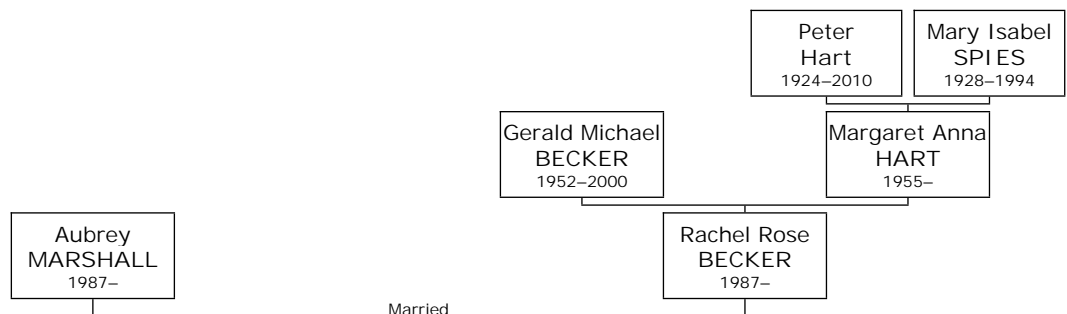 Peter
Hart
1924–2010
Mary Isabel
SPIES
1928–1994
Gerald Michael
BECKER
1952–2000
Margaret Anna
HART
1955–
Aubrey
MARSHALL
1987–
Rachel Rose
BECKER
1987–
Married